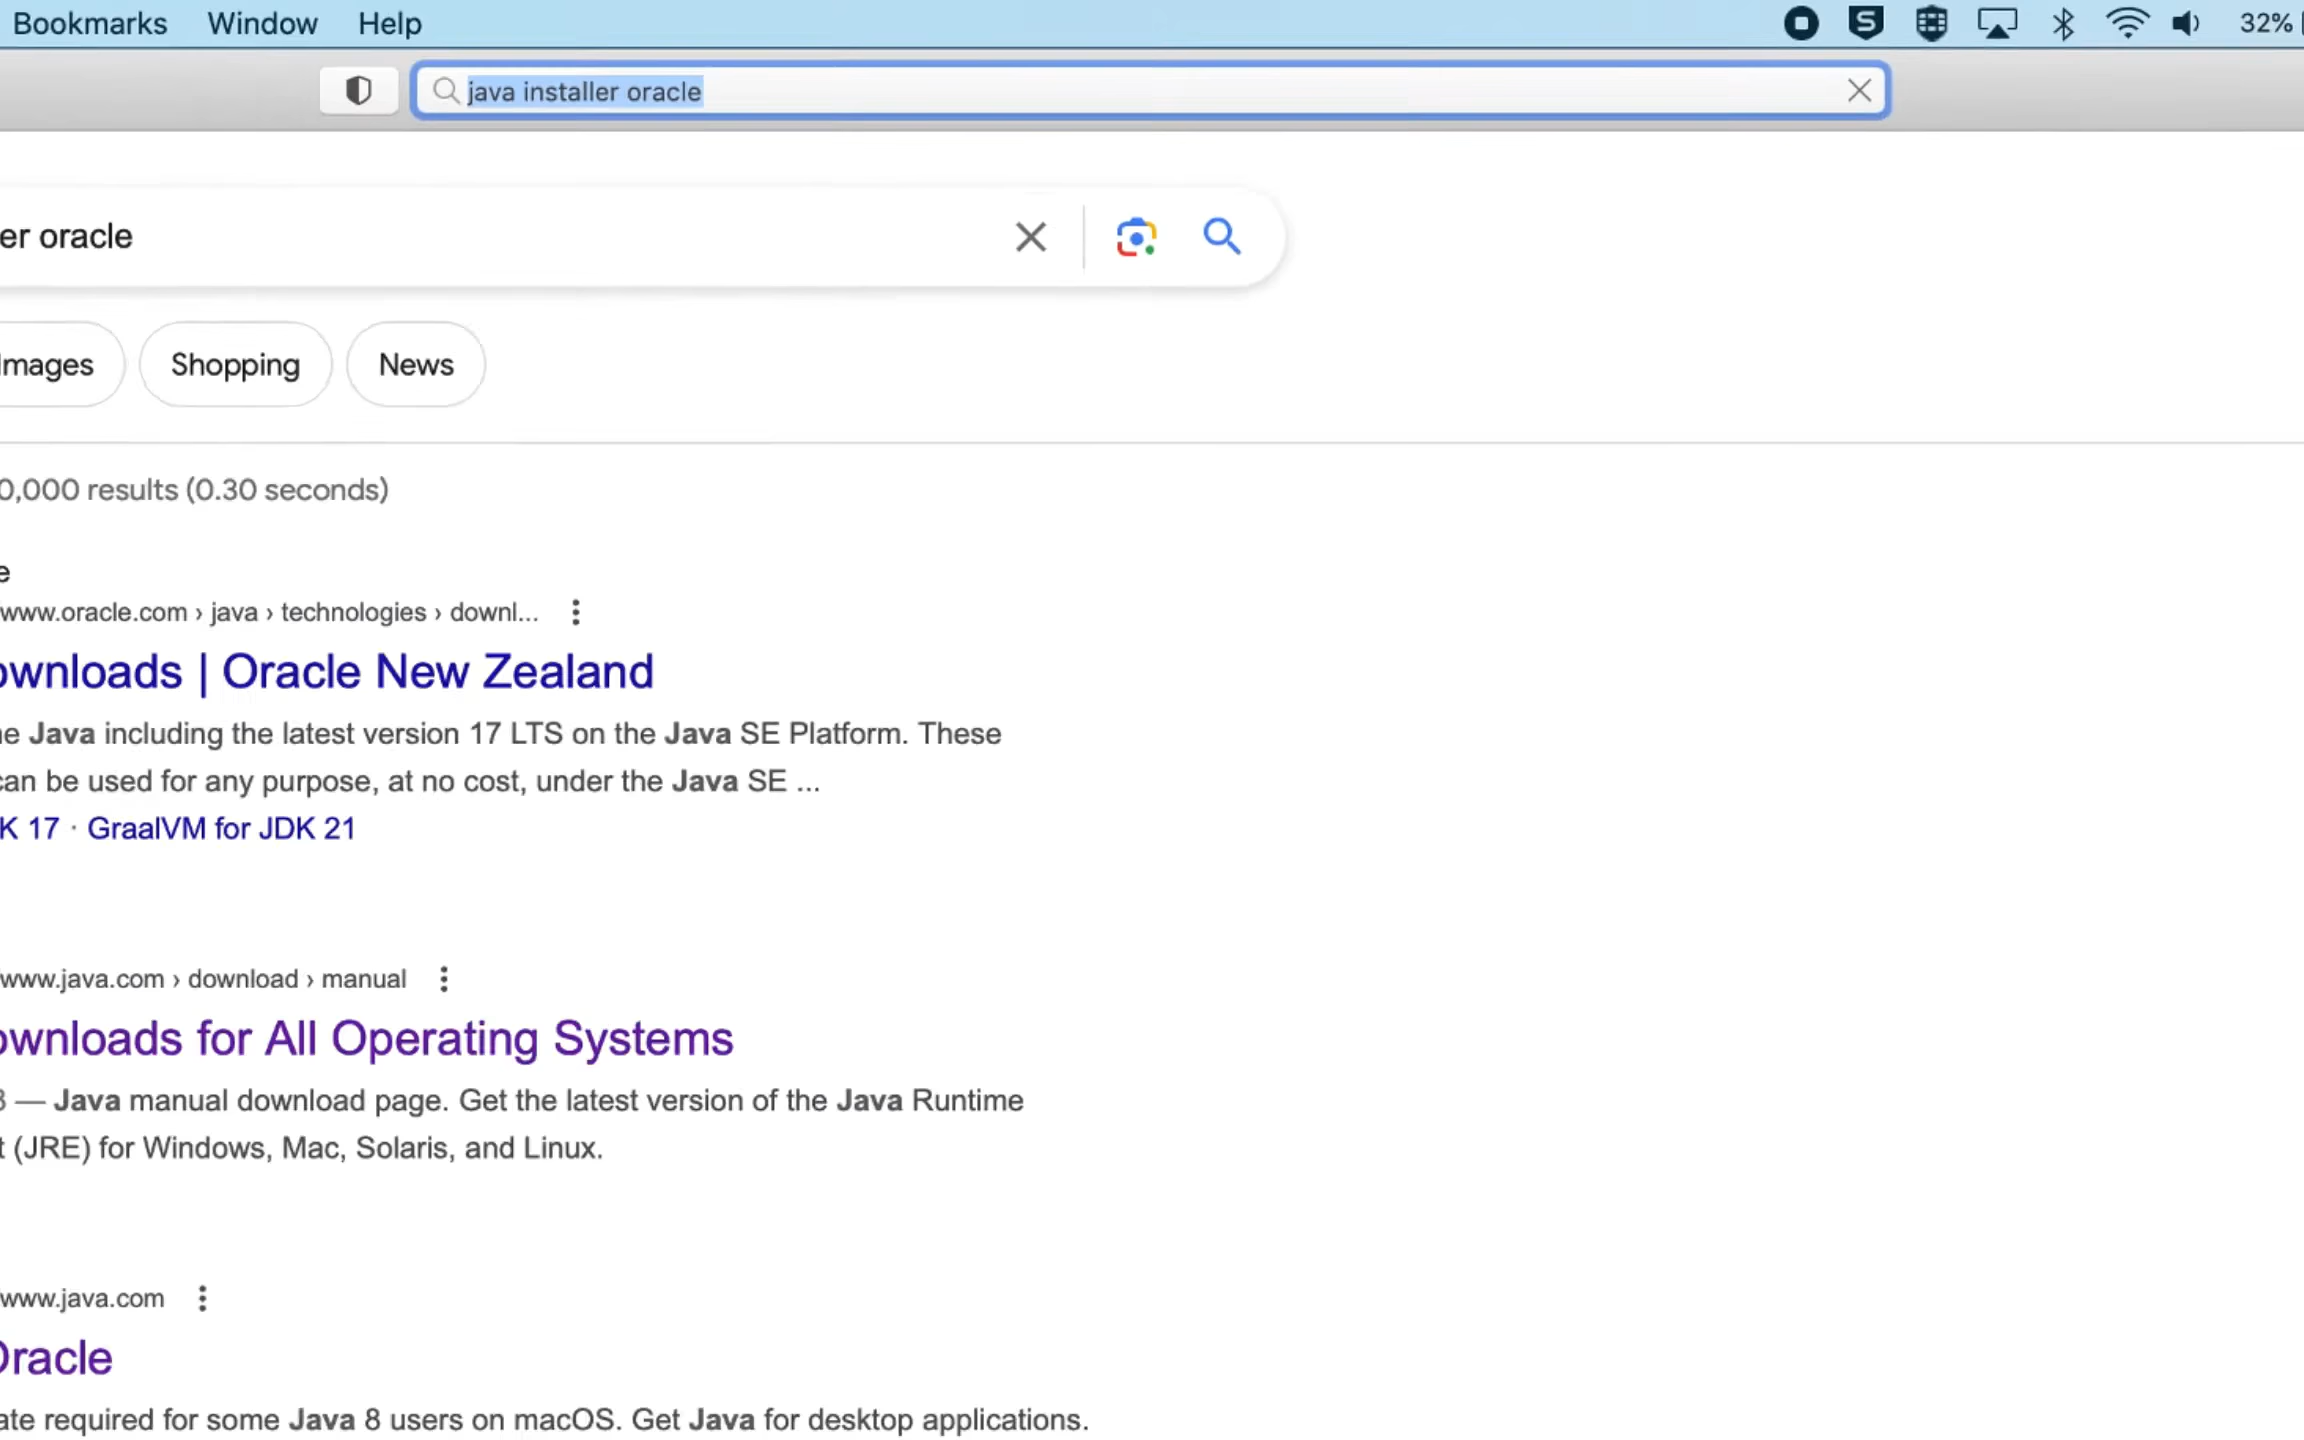 Bookmarks Window Help 32%
java installer oracle
er oracle
Images Shopping News
0,000 results (0.30 seconds)
e
www.oracle.com › java › technologies › downl...
ownloads | Oracle New Zealand
ne Java including the latest version 17 LTS on the Java SE Platform. These
can be used for any purpose, at no cost, under the Java SE ...
K 17 · GraalVM for JDK 21
www.java.com › download › manual
ownloads for All Operating Systems
3 — Java manual download page. Get the latest version of the Java Runtime
t (JRE) for Windows, Mac, Solaris, and Linux.
www.java.com
Oracle
ate required for some Java 8 users on macOS. Get Java for desktop applications.